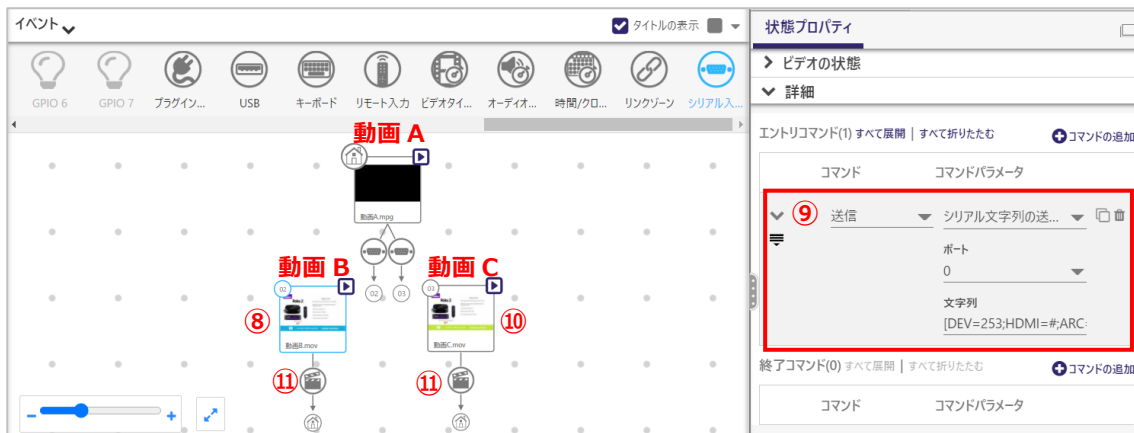 イベント
タイトルの表示
GPIO 6
GPIO 7
プラグイン...
USB
キーボード
リモート入力
ビデオタイ...
オーディオ...
時間/クロ...
リンクゾーン
シリアル入...
動画 A
動画A.mpg
02
03
動画 B
動画 C
02
03
⑧
⑩
動画B.mov
動画C.mov
⑪
⑪
状態プロパティ
ビデオの状態
詳細
エントリコマンド(1) すべて展開 | すべて折りたたむ
コマンドの追加
コマンド
コマンドパラメータ
⑨
送信
シリアル文字列の送...
ポート
0
文字列
[DEV=253;HDMI=#;ARC=
終了コマンド(0) すべて展開 | すべて折りたたむ
コマンドの追加
コマンド
コマンドパラメータ